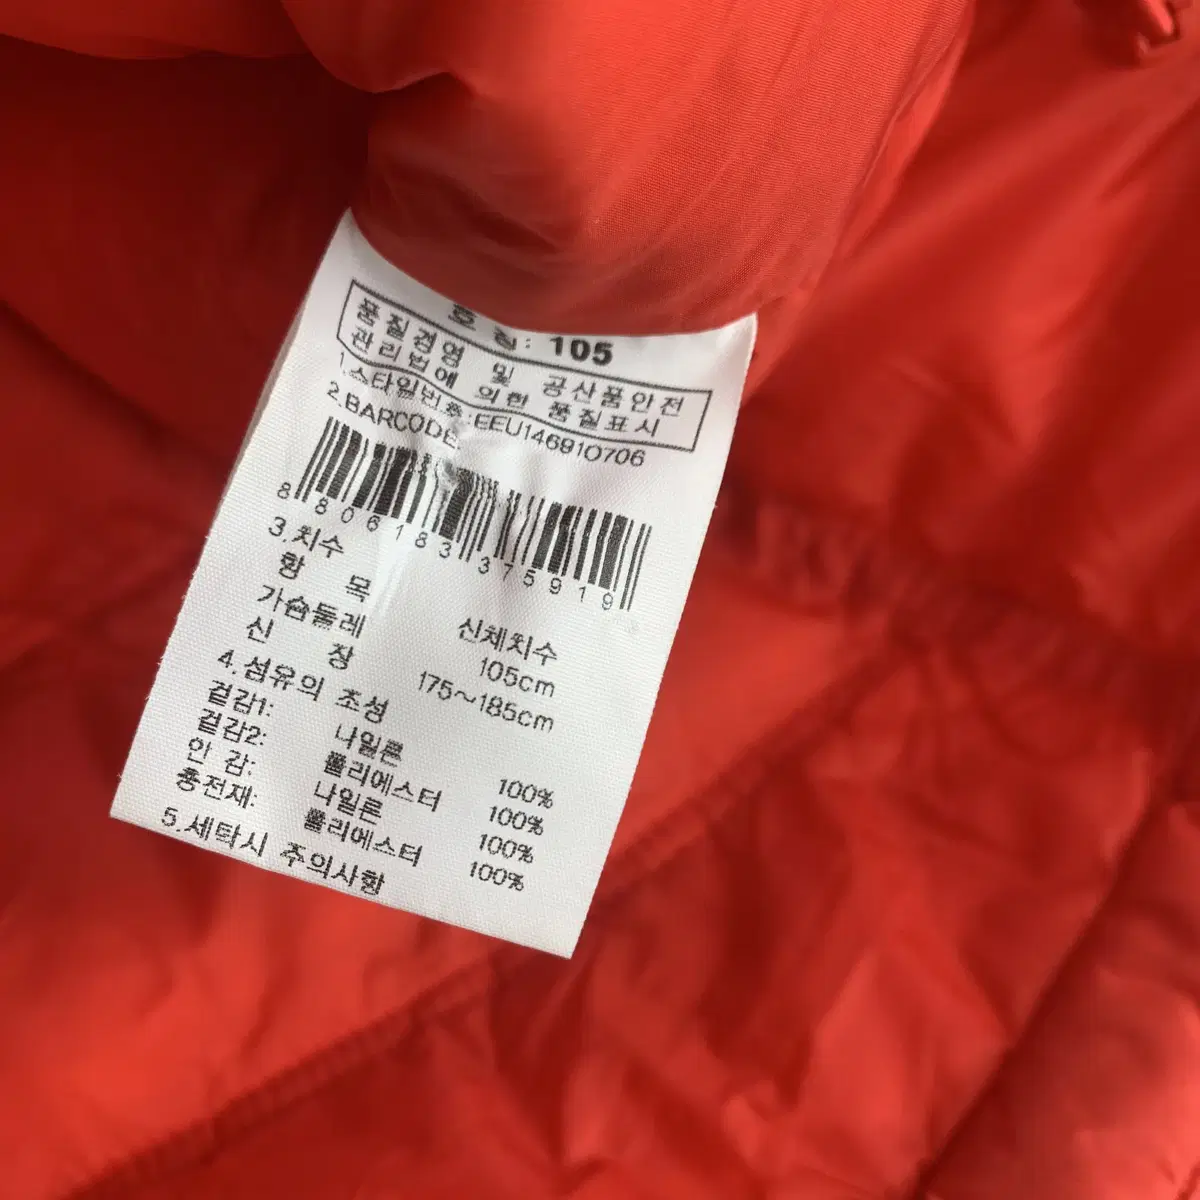 호 칭: 105
품질경영 및 공산품안전
관리법에 의한 품질표시
1.스타일번호:EEU14691O706
2.BARCODE:
8 806183 375919
3.치수
항 목 신체치수
가슴둘레 105cm
신 장 175~185cm
4.섬유의 조성
겉감1: 나일론 100%
겉감2: 폴리에스터 100%
안 감: 나일론 100%
충전재: 폴리에스터 100%
5.세탁시 주의사항